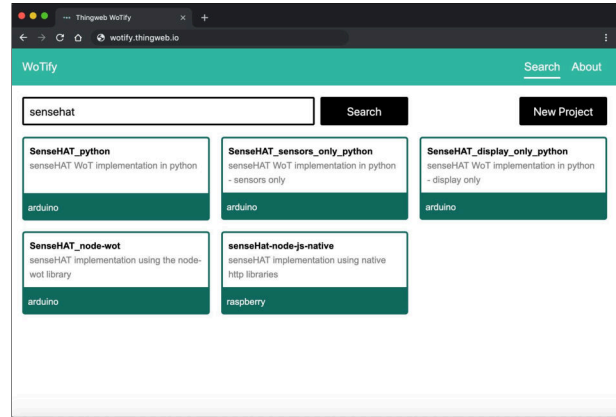 Thingweb WoTify
wotify.thingweb.io
WoTify
Search About
sensehat
Search
New Project
SenseHAT_python
senseHAT WoT implementation in python
arduino
SenseHAT_sensors_only_python
senseHAT WoT implementation in python
- sensors only
arduino
SenseHAT_display_only_python
senseHAT WoT implementation in python
- display only
arduino
SenseHAT_node-wot
senseHAT implementation using the node-
wot library
arduino
senseHat-node-js-native
senseHAT implementation using native
http libraries
raspberry